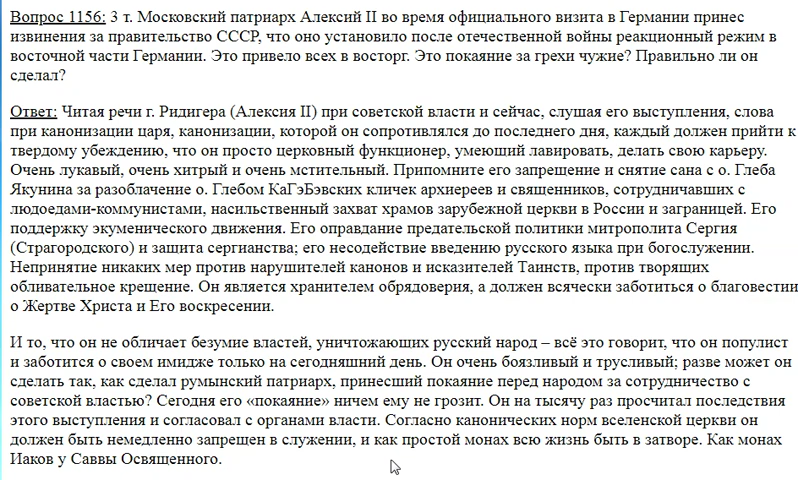 Вопрос 1156: 3 т. Московский патриарх Алексий II во время официального визита в Германии принес
извинения за правительство СССР, что оно установило после отечественной войны реакционный режим в
восточной части Германии. Это привело всех в восторг. Это покаяние за грехи чужие? Правильно ли он
сделал?
Ответ: Читая речи г. Ридигера (Алексия II) при советской власти и сейчас, слушая его выступления, слова
при канонизации царя, канонизации, которой он сопротивлялся до последнего дня, каждый должен прийти к
твердому убеждению, что он просто церковный функционер, умеющий лавировать, делать свою карьеру.
Очень лукавый, очень хитрый и очень мстительный. Припомните его запрещение и снятие сана с о. Глеба
Якунина за разоблачение о. Глебом КаГэБэвских кличек архиереев и священников, сотрудничавших с
людоедами-коммунистами, насильственный захват храмов зарубежной церкви в России и заграницей. Его
поддержку экуменического движения. Его оправдание предательской политики митрополита Сергия
(Страгородского) и защита сергианства; его несодействие введению русского языка при богослужении.
Непринятие никаких мер против нарушителей канонов и исказителей Таинств, против творящих
обливательное крещение. Он является хранителем обрядоверия, а должен всячески заботиться о благовестии
о Жертве Христа и Его воскресении.
И то, что он не обличает безумие властей, уничтожающих русский народ – всё это говорит, что он популист
и заботится о своем имидже только на сегодняшний день. Он очень боязливый и трусливый; разве может он
сделать так, как сделал румынский патриарх, принесший покаяние перед народом за сотрудничество с
советской властью? Сегодня его «покаяние» ничем ему не грозит. Он на тысячу раз просчитал последствия
этого выступления и согласовал с органами власти. Согласно канонических норм вселенской церкви он
должен быть немедленно запрещен в служении, и как простой монах всю жизнь быть в затворе. Как монах
Иаков у Саввы Освященного.